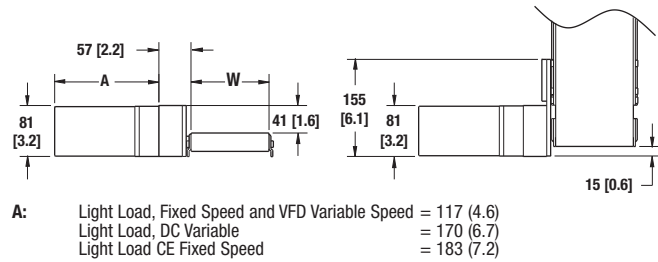 57 [2.2]
A
W
81
[3.2]
41 [1.6]
155
[6.1]
81
[3.2]
15 [0.6]
A: Light Load, Fixed Speed and VFD Variable Speed = 117 (4.6)
Light Load, DC Variable = 170 (6.7)
Light Load CE Fixed Speed = 183 (7.2)